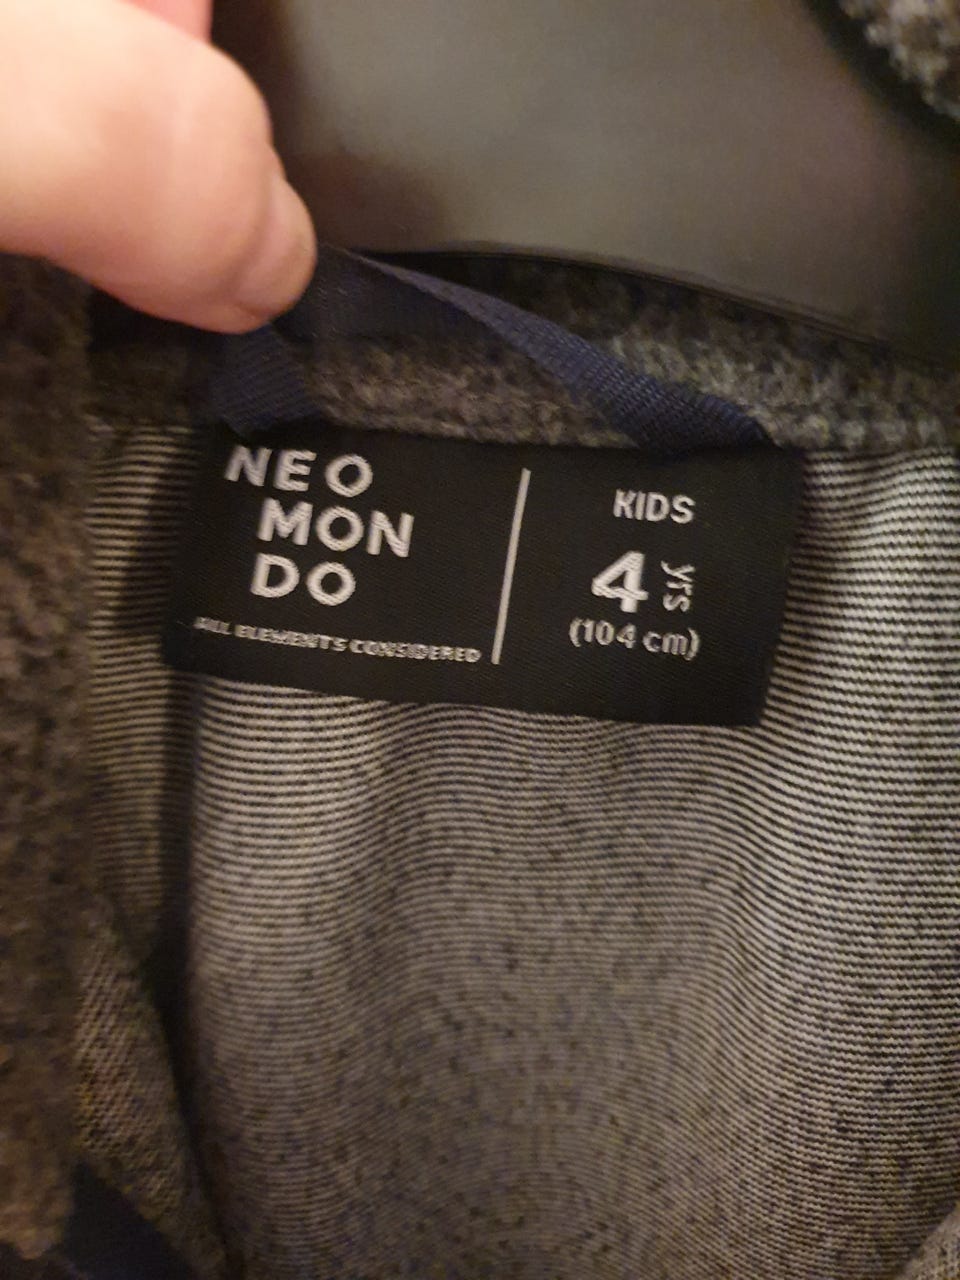 NEO
MON
DO
ALL ELEMENTS CONSIDERED
KIDS
4 yrs
(104 cm)